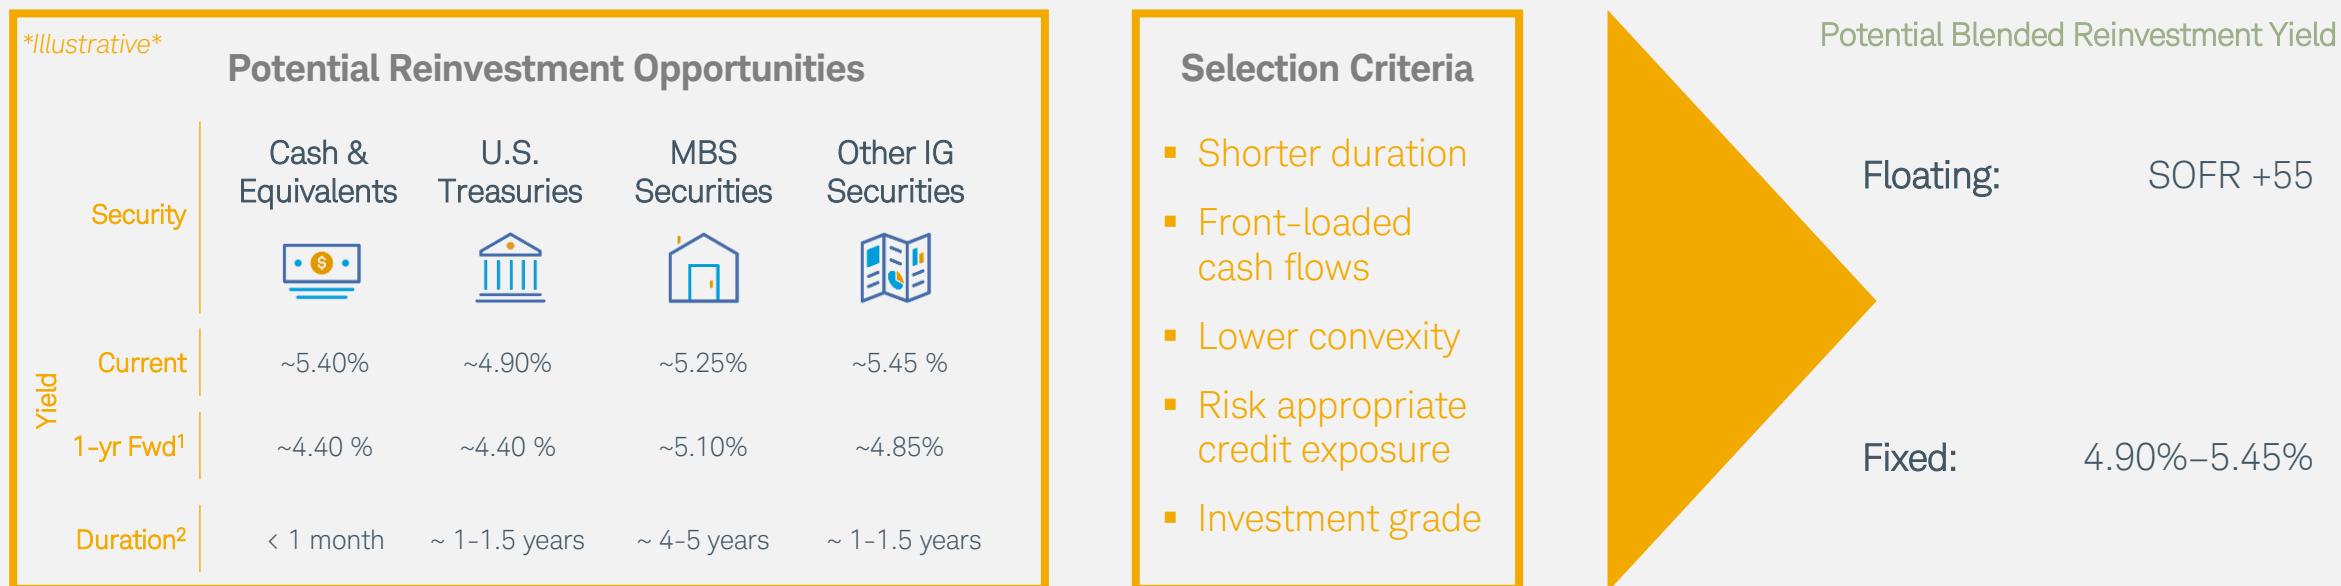 *Illustrative*
Potential Reinvestment Opportunities
Security
Cash &
Equivalents
U.S.
Treasuries
MBS
Securities
Other IG
Securities
$
Yield
Current ~5.40% ~4.90% ~5.25% ~5.45 %
1-yr Fwd¹ ~4.40 % ~4.40 % ~5.10% ~4.85%
Duration² < 1 month ~ 1-1.5 years ~ 4-5 years ~ 1-1.5 years
Selection Criteria
▪ Shorter duration
▪ Front-loaded
cash flows
▪ Lower convexity
▪ Risk appropriate
credit exposure
▪ Investment grade
Potential Blended Reinvestment Yield
Floating: SOFR +55
Fixed: 4.90%–5.45%